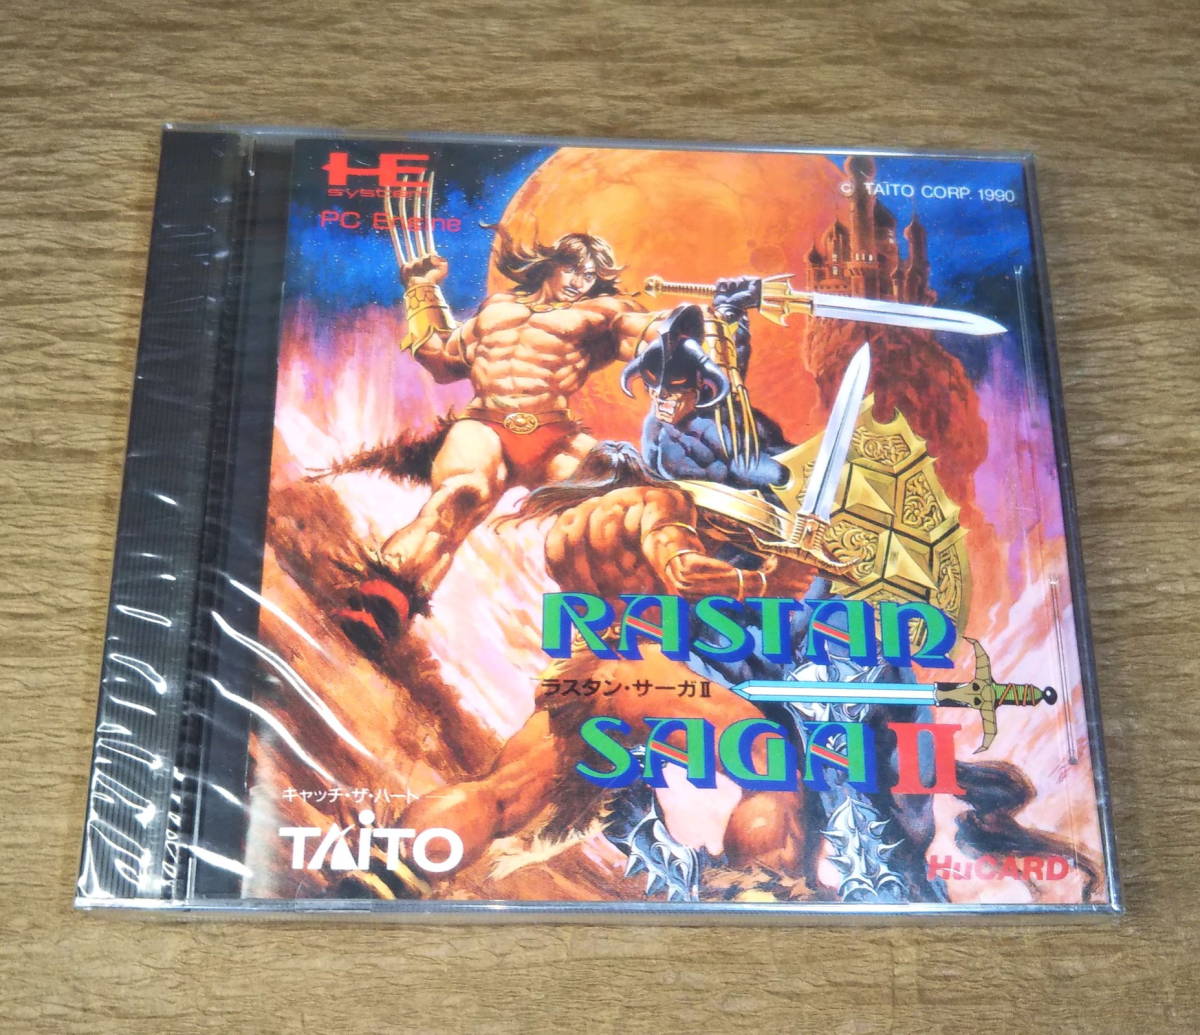 HE
system
PC Engine
C TAITO CORP. 1990
RASTAN
ラスタン・サーガⅡ
SAGA II
キャッチ・ザ・ハート
TAITO
HuCARD